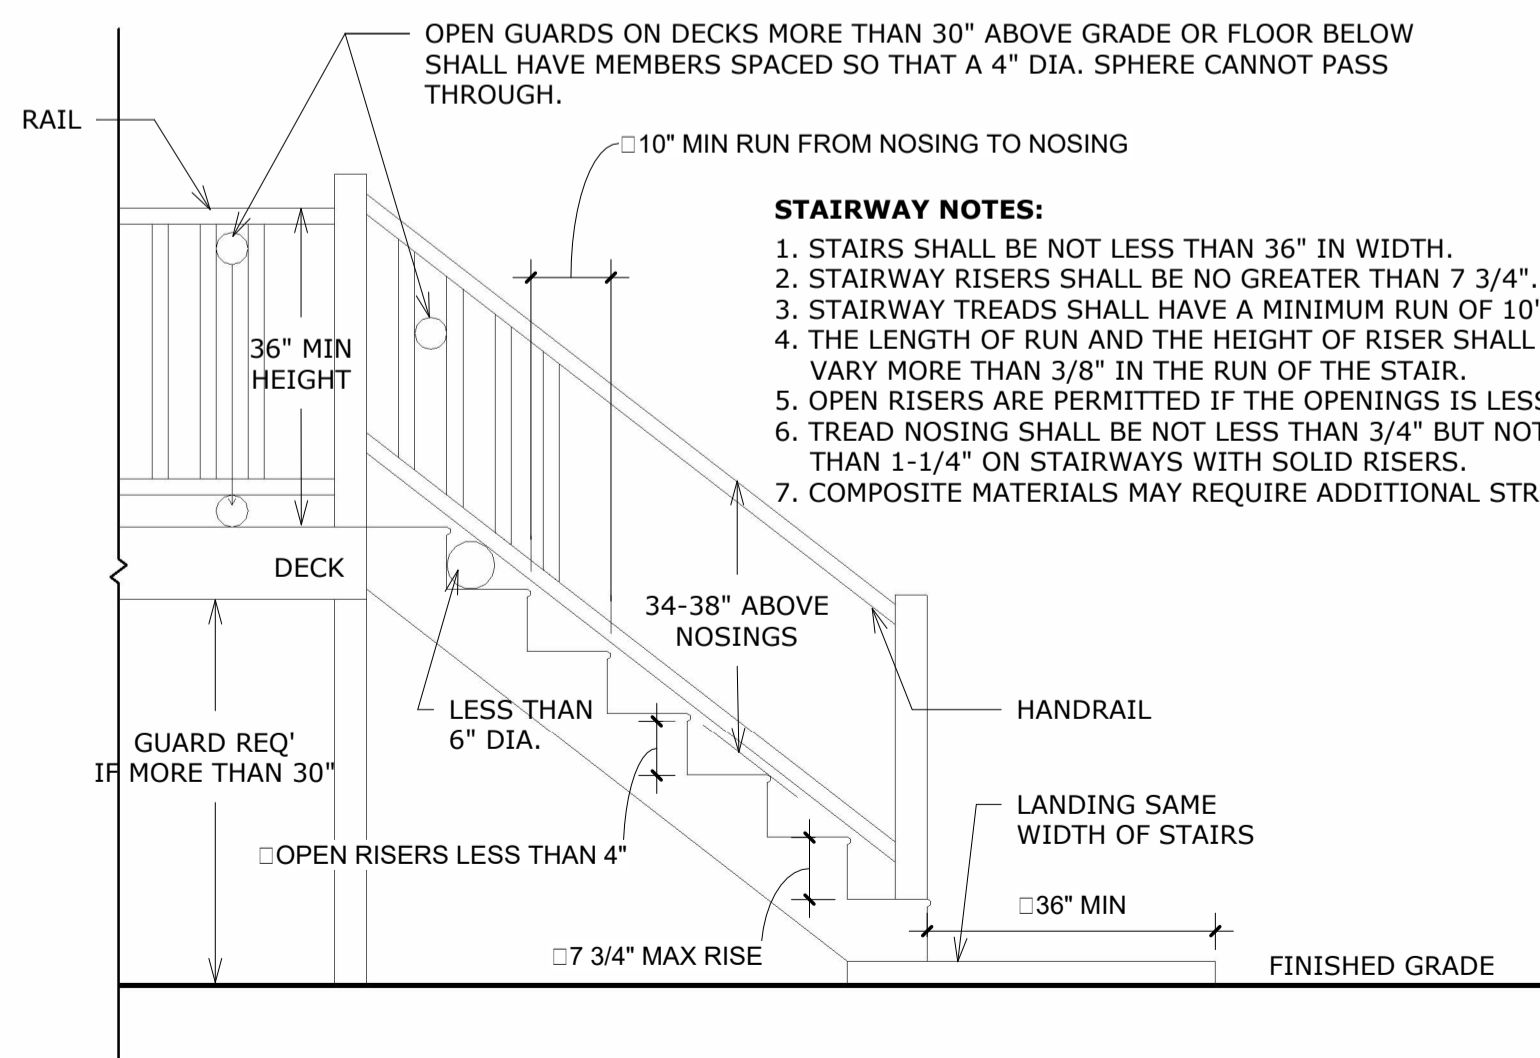 OPEN GUARDS ON DECKS MORE THAN 30" ABOVE GRADE OR FLOOR BELOW
SHALL HAVE MEMBERS SPACED SO THAT A 4" DIA. SPHERE CANNOT PASS
THROUGH.
RAIL
□10" MIN RUN FROM NOSING TO NOSING
STAIRWAY NOTES:
1. STAIRS SHALL BE NOT LESS THAN 36" IN WIDTH.
2. STAIRWAY RISERS SHALL BE NO GREATER THAN 7 3/4".
3. STAIRWAY TREADS SHALL HAVE A MINIMUM RUN OF 10"
4. THE LENGTH OF RUN AND THE HEIGHT OF RISER SHALL
VARY MORE THAN 3/8" IN THE RUN OF THE STAIR.
5. OPEN RISERS ARE PERMITTED IF THE OPENINGS IS LESS
6. TREAD NOSING SHALL BE NOT LESS THAN 3/4" BUT NOT
THAN 1-1/4" ON STAIRWAYS WITH SOLID RISERS.
7. COMPOSITE MATERIALS MAY REQUIRE ADDITIONAL STR
36" MIN
HEIGHT
DECK
34-38" ABOVE
NOSINGS
LESS THAN
6" DIA.
HANDRAIL
GUARD REQ'
IF MORE THAN 30"
LANDING SAME
WIDTH OF STAIRS
□OPEN RISERS LESS THAN 4"
□36" MIN
□7 3/4" MAX RISE
FINISHED GRADE